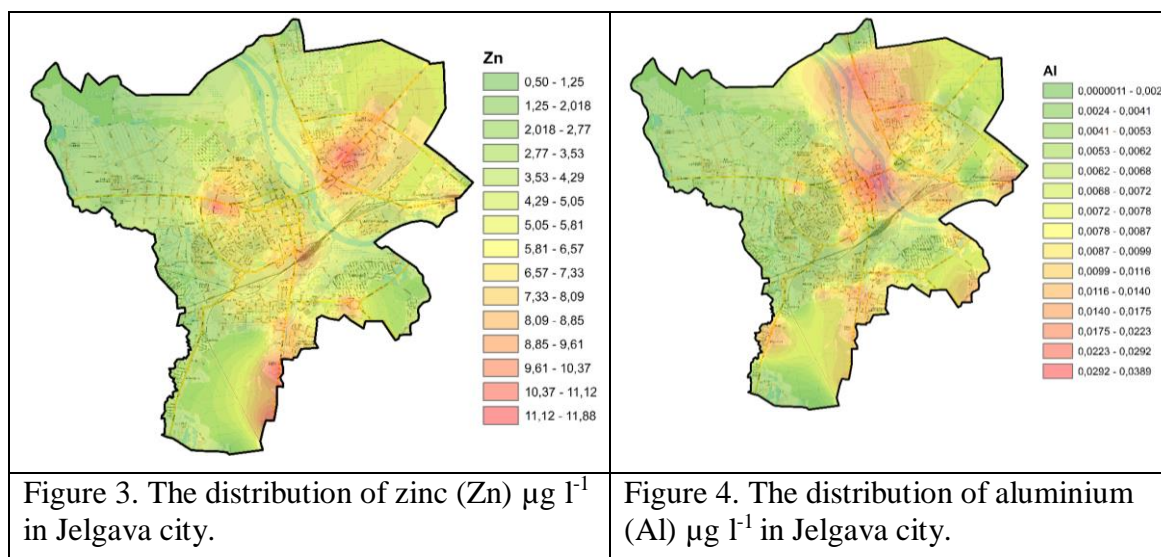 Zn
0,50 - 1,25
1,25 - 2,018
2,018 - 2,77
2,77 - 3,53
3,53 - 4,29
4,29 - 5,05
5,05 - 5,81
5,81 - 6,57
6,57 - 7,33
7,33 - 8,09
8,09 - 8,85
8,85 - 9,61
9,61 - 10,37
10,37 - 11,12
11,12 - 11,88
Al
0,0000011 - 0,002
0,0024 - 0,0041
0,0041 - 0,0053
0,0053 - 0,0062
0,0062 - 0,0068
0,0068 - 0,0072
0,0072 - 0,0078
0,0078 - 0,0087
0,0087 - 0,0099
0,0099 - 0,0116
0,0116 - 0,0140
0,0140 - 0,0175
0,0175 - 0,0223
0,0223 - 0,0292
0,0292 - 0,0389
Figure 3. The distribution of zinc (Zn) µg l⁻¹
in Jelgava city.
Figure 4. The distribution of aluminium
(Al) µg l⁻¹ in Jelgava city.